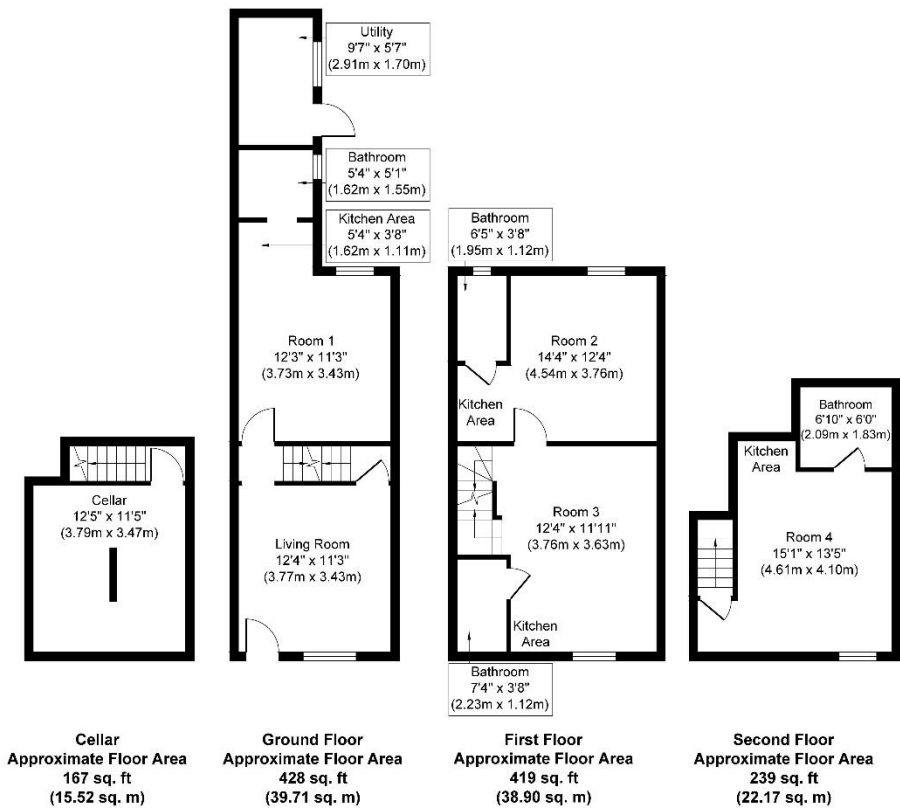 Utility
9'7" x 5'7"
(2.91m x 1.70m)
Bathroom
5'4" x 5'1"
(1.62m x 1.55m)
Kitchen Area
5'4" x 3'8"
(1.62m x 1.11m)
Room 1
12'3" x 11'3"
(3.73m x 3.43m)
Living Room
12'4" x 11'3"
(3.77m x 3.43m)
Cellar
12'5" x 11'5"
(3.79m x 3.47m)
Bathroom
6'5" x 3'8"
(1.95m x 1.12m)
Room 2
14'4" x 12'4"
(4.54m x 3.76m)
Kitchen
Area
Room 3
12'4" x 11'11"
(3.76m x 3.63m)
Kitchen
Area
Bathroom
7'4" x 3'8"
(2.23m x 1.12m)
Bathroom
6'10" x 6'0"
(2.09m x 1.83m)
Kitchen
Area
Room 4
15'1" x 13'5"
(4.61m x 4.10m)
Cellar
Approximate Floor Area
167 sq. ft
(15.52 sq. m)
Ground Floor
Approximate Floor Area
428 sq. ft
(39.71 sq. m)
First Floor
Approximate Floor Area
419 sq. ft
(38.90 sq. m)
Second Floor
Approximate Floor Area
239 sq. ft
(22.17 sq. m)